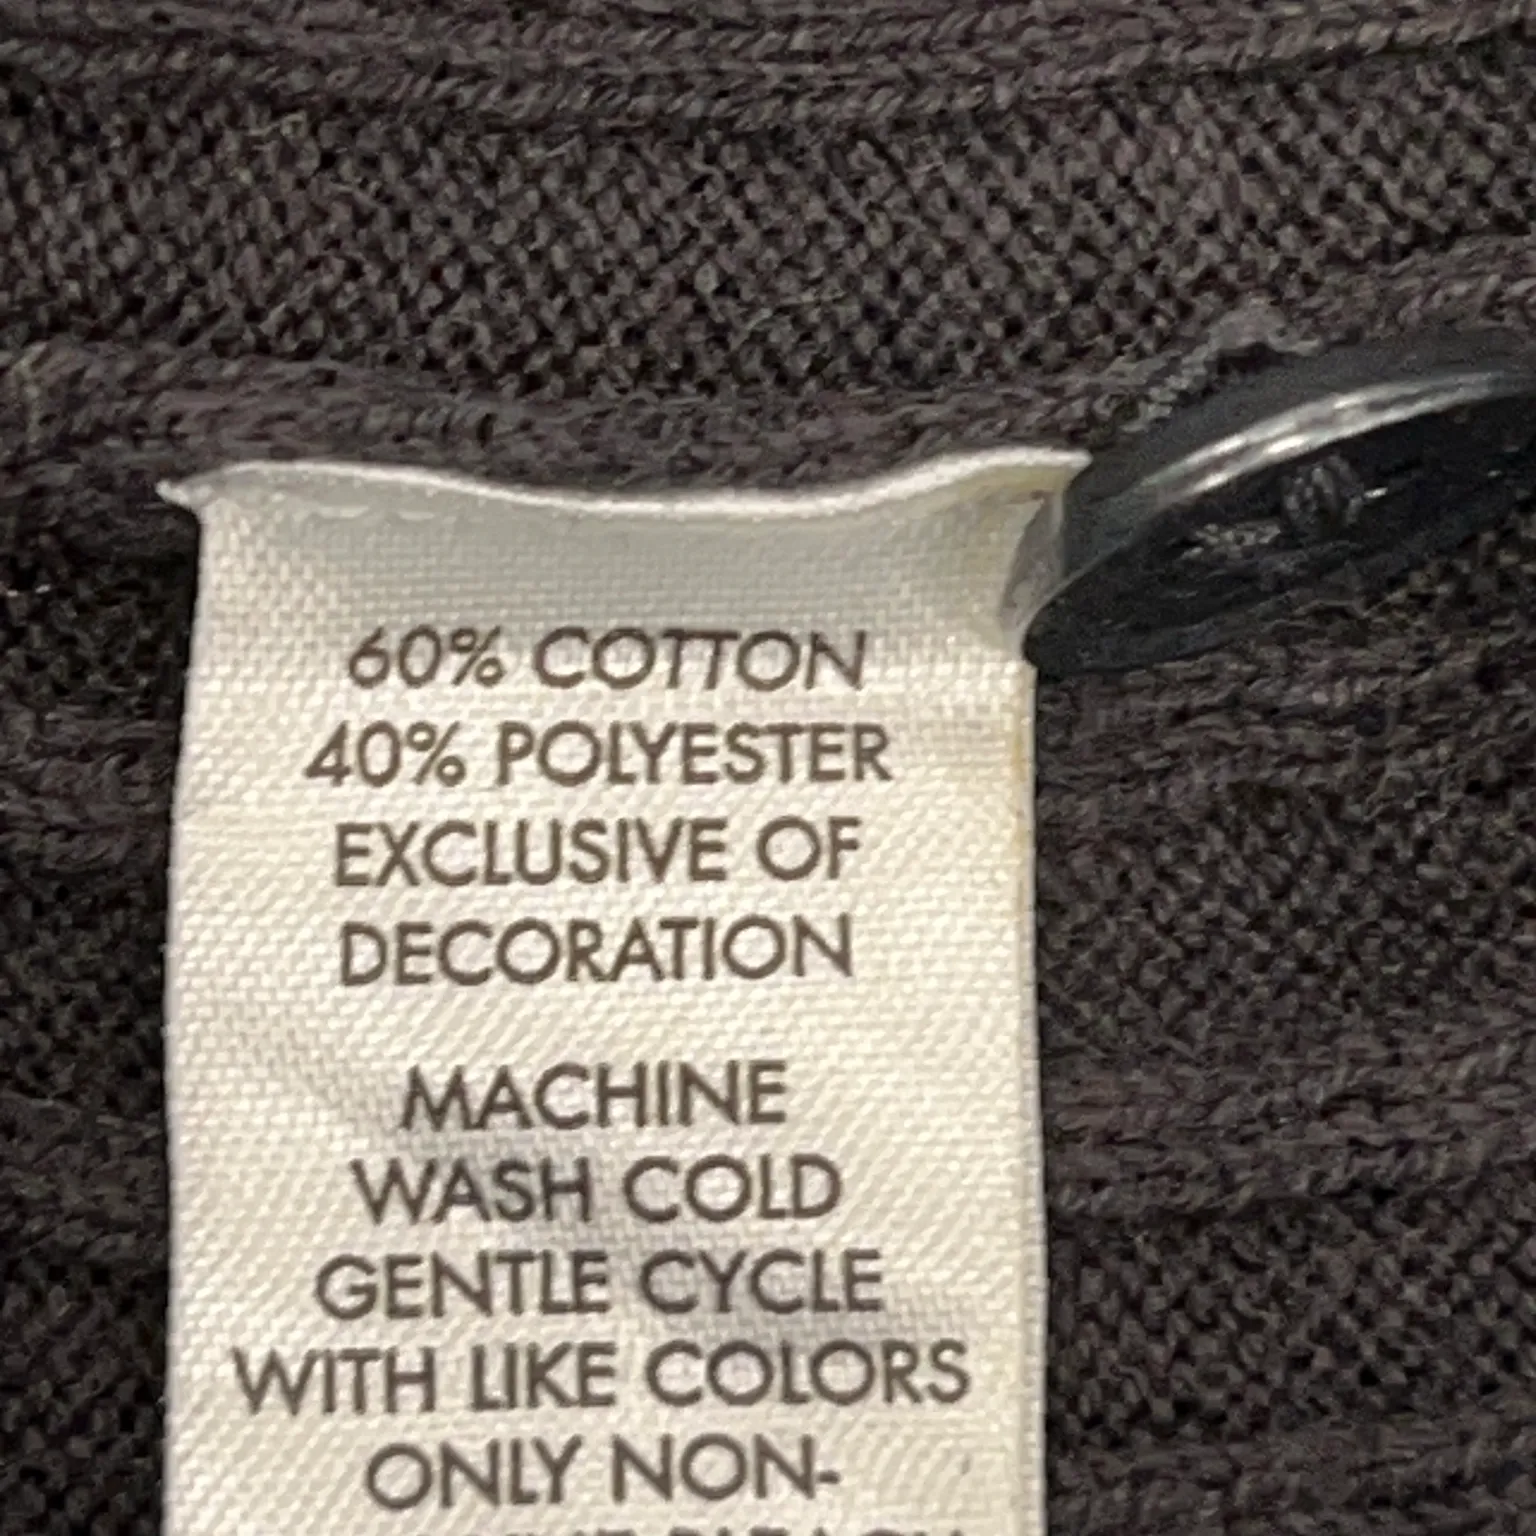 60% COTTON
40% POLYESTER
EXCLUSIVE OF
DECORATION
MACHINE
WASH COLD
GENTLE CYCLE
WITH LIKE COLORS
ONLY NON-